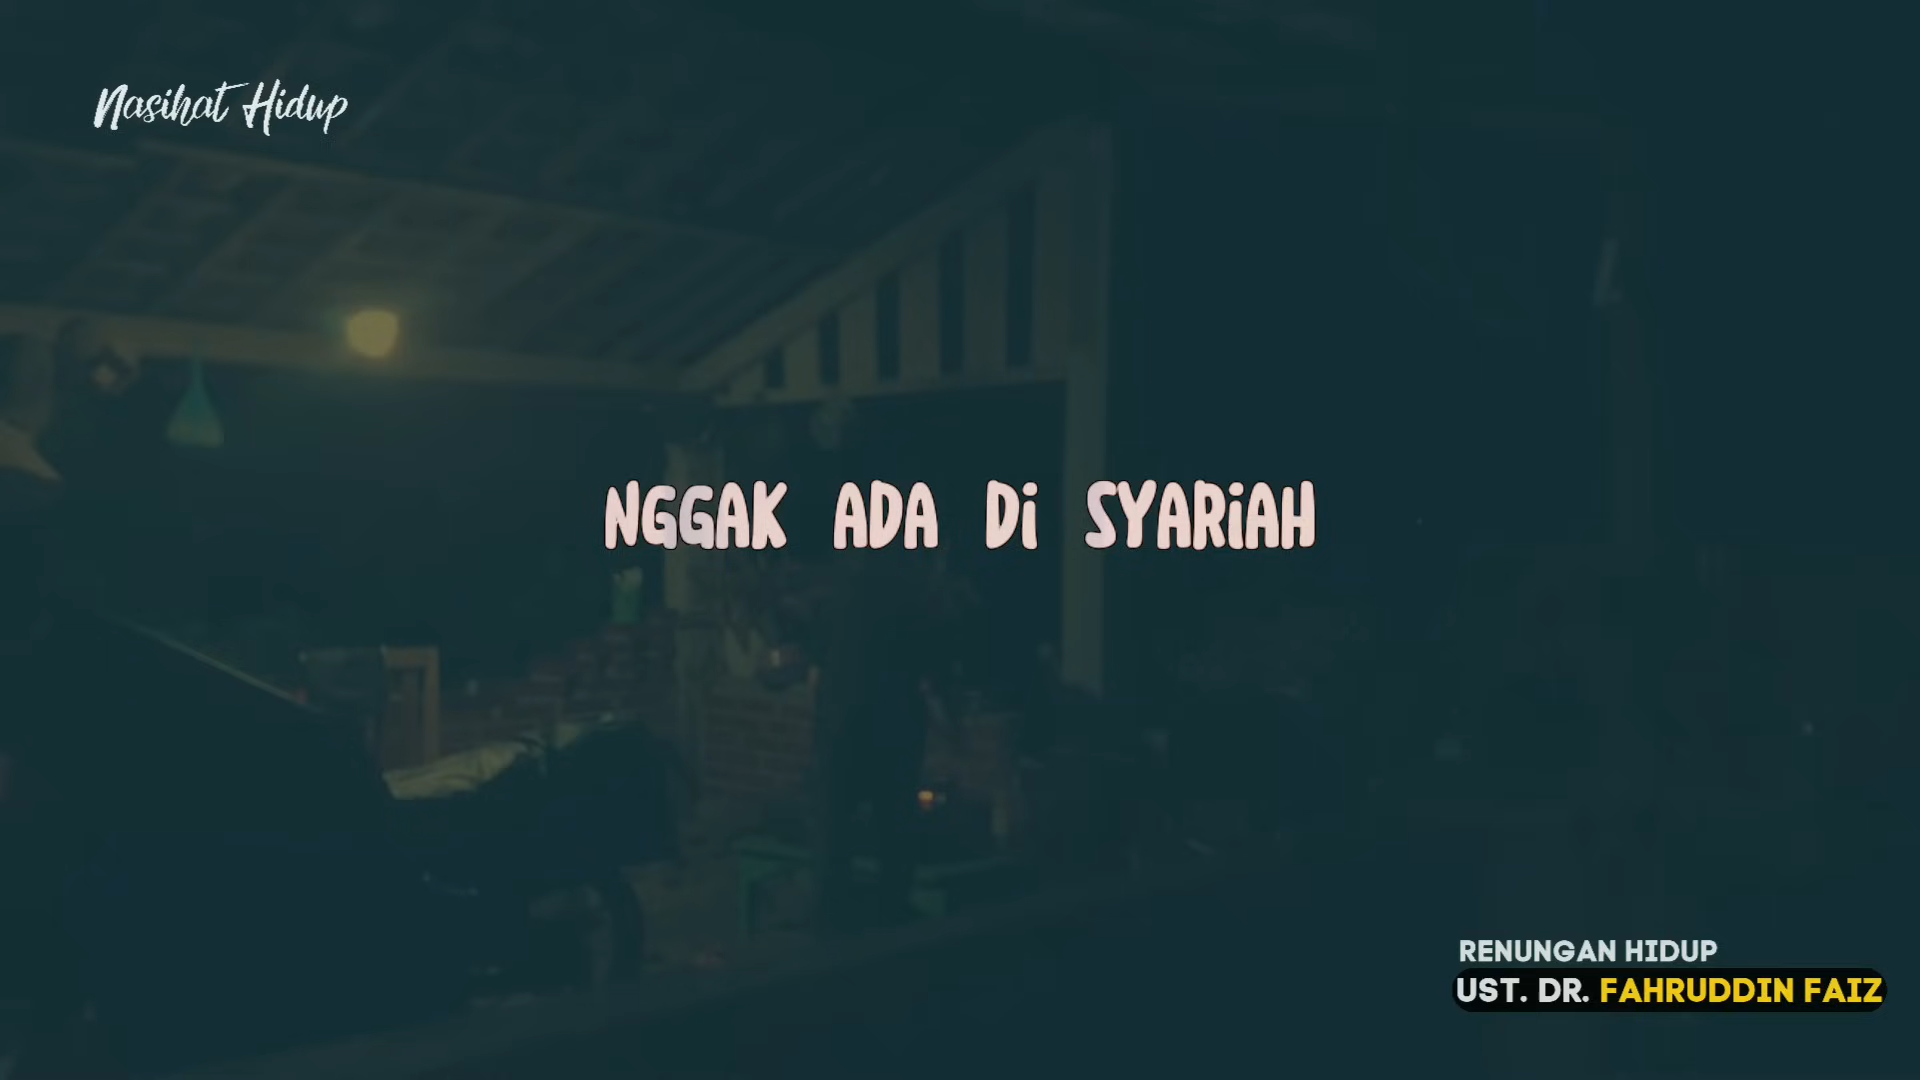 Nasihat Hidup
NGGAK ADA Di SYARiAH
RENUNGAN HIDUP
UST. DR. FAHRUDDIN FAIZ